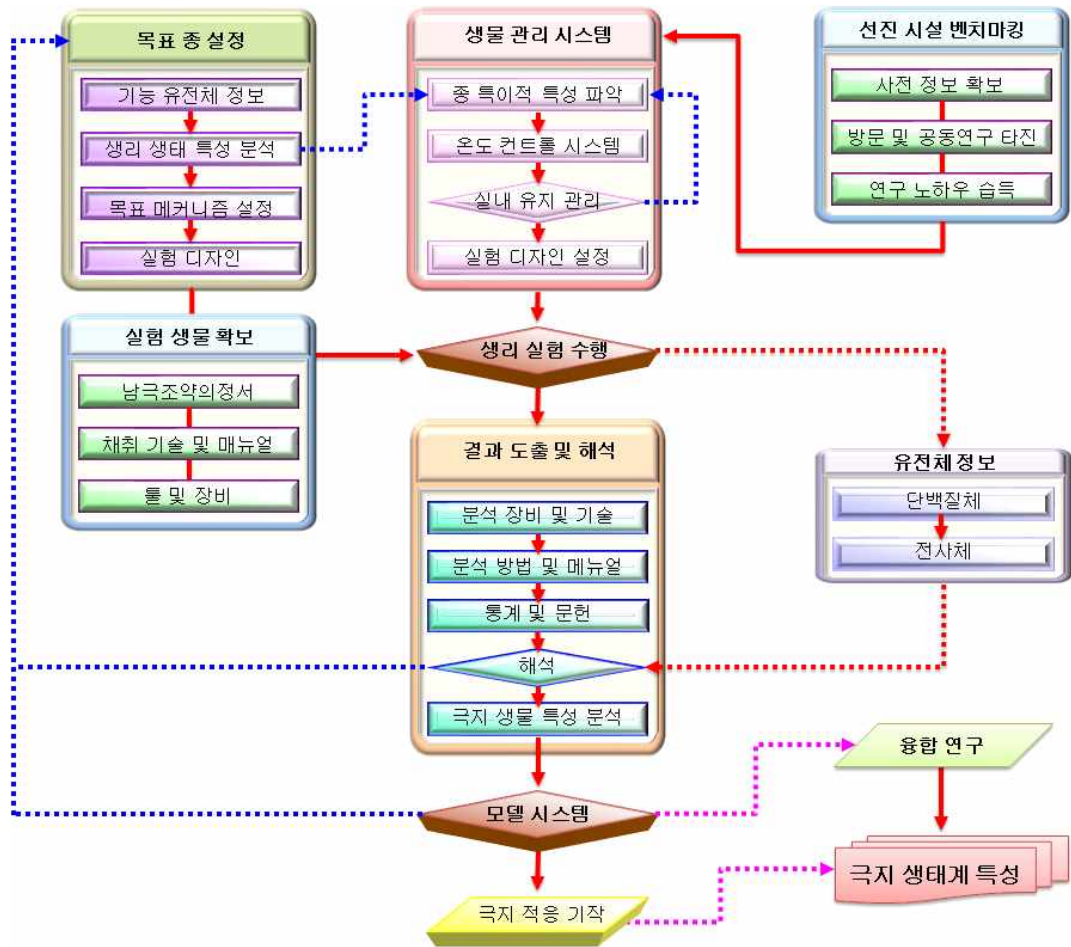 목표 종 설정
기능 유전체 정보
생리 생태 특성 분석
목표 메커니즘 설정
실험 디자인
생물 관리 시스템
종 특이적 특성 파악
온도 컨트롤 시스템
실내 유지 관리
실험 디자인 설정
선진 시설 벤치마킹
사전 정보 확보
방문 및 공동연구 타진
연구 노하우 습득
실험 생물 확보
남극조약의정서
채취 기술 및 매뉴얼
툴 및 장비
생리 실험 수행
결과 도출 및 해석
분석 장비 및 기술
분석 방법 및 메뉴얼
통계 및 문헌
해석
극지 생물 특성 분석
유전체 정보
단백질체
전사체
모델 시스템
융합 연구
극지 생태계 특성
극지 적응 기작